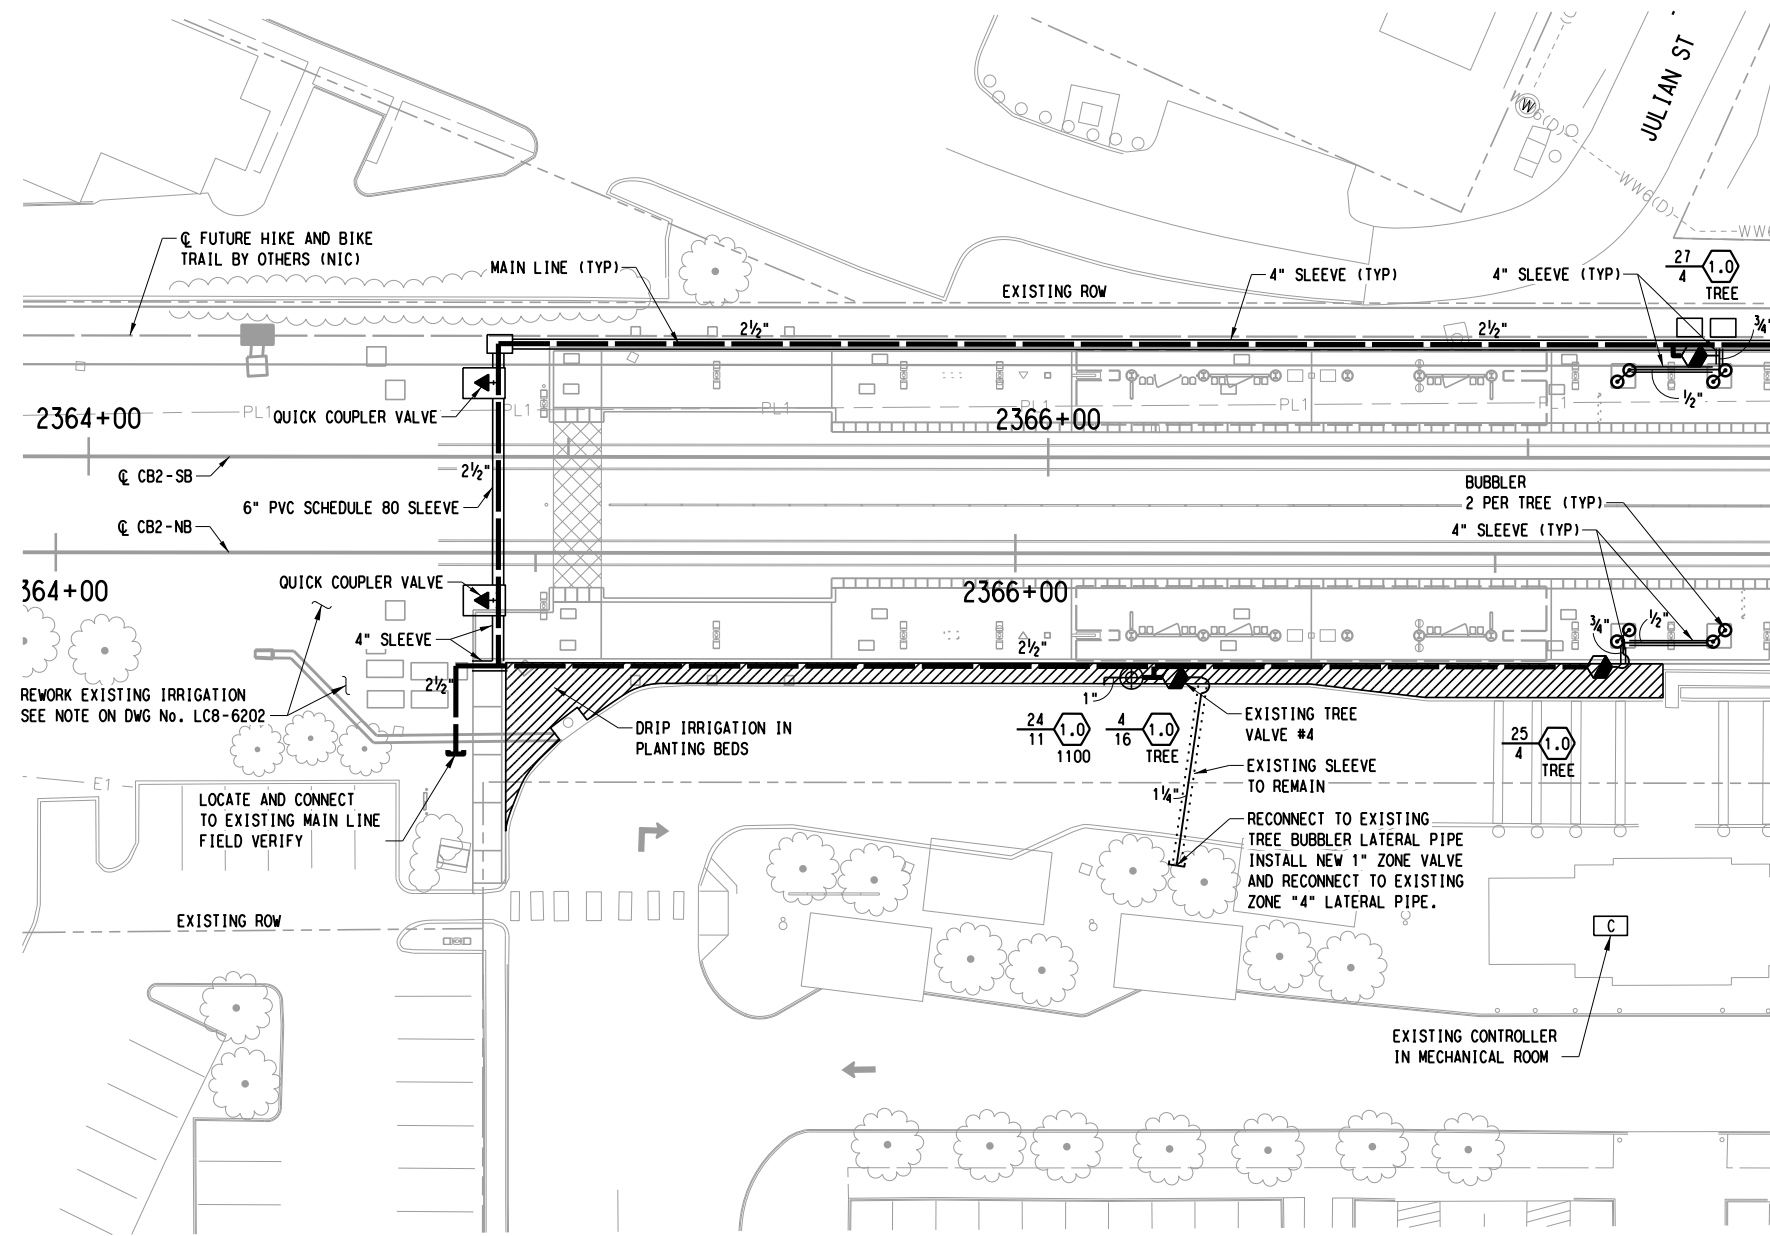 JULIAN ST
W
WW6(D)
WW6(D)
WW6
℄ FUTURE HIKE AND BIKE
TRAIL BY OTHERS (NIC)
MAIN LINE (TYP)
4" SLEEVE (TYP)
4" SLEEVE (TYP)
27
4
1.0
TREE
EXISTING ROW
2½"
2½"
¾"
½"
2364+00
PL1
QUICK COUPLER VALVE
PL1
PL1
PL1
PL1
PL1
2366+00
℄ CB2-SB
2½"
6" PVC SCHEDULE 80 SLEEVE
BUBBLER
2 PER TREE (TYP)
℄ CB2-NB
4" SLEEVE (TYP)
QUICK COUPLER VALVE
364+00
2366+00
4" SLEEVE
2½"
¾"
½"
2½"
REWORK EXISTING IRRIGATION
SEE NOTE ON DWG No. LC8-6202
1"
DRIP IRRIGATION IN
PLANTING BEDS
24
11
1.0
1100
4
16
1.0
TREE
EXISTING TREE
VALVE #4
25
4
1.0
TREE
EXISTING SLEEVE
TO REMAIN
1¼"
E1
LOCATE AND CONNECT
TO EXISTING MAIN LINE
FIELD VERIFY
RECONNECT TO EXISTING
TREE BUBBLER LATERAL PIPE
INSTALL NEW 1" ZONE VALVE
AND RECONNECT TO EXISTING
ZONE "4" LATERAL PIPE.
EXISTING ROW
C
EXISTING CONTROLLER
IN MECHANICAL ROOM